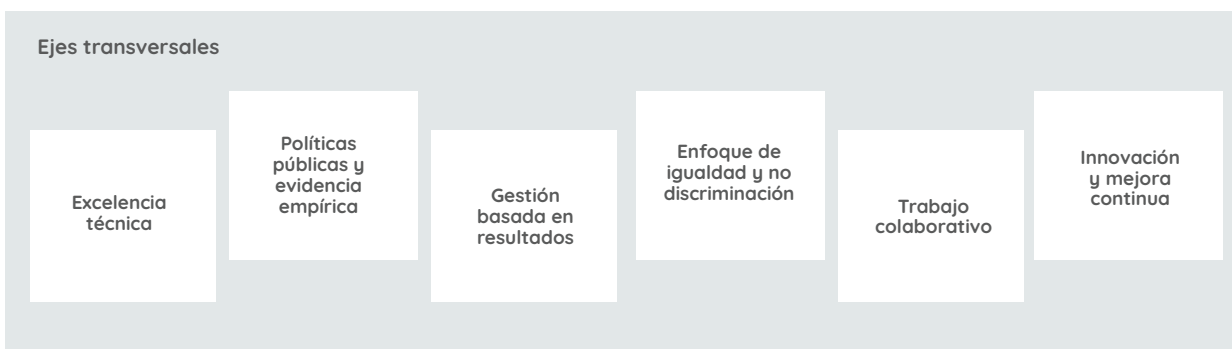 Ejes transversales
Excelencia
técnica
Políticas
públicas y
evidencia
empírica
Gestión
basada en
resultados
Enfoque de
igualdad y no
discriminación
Trabajo
colaborativo
Innovación
y mejora
continua